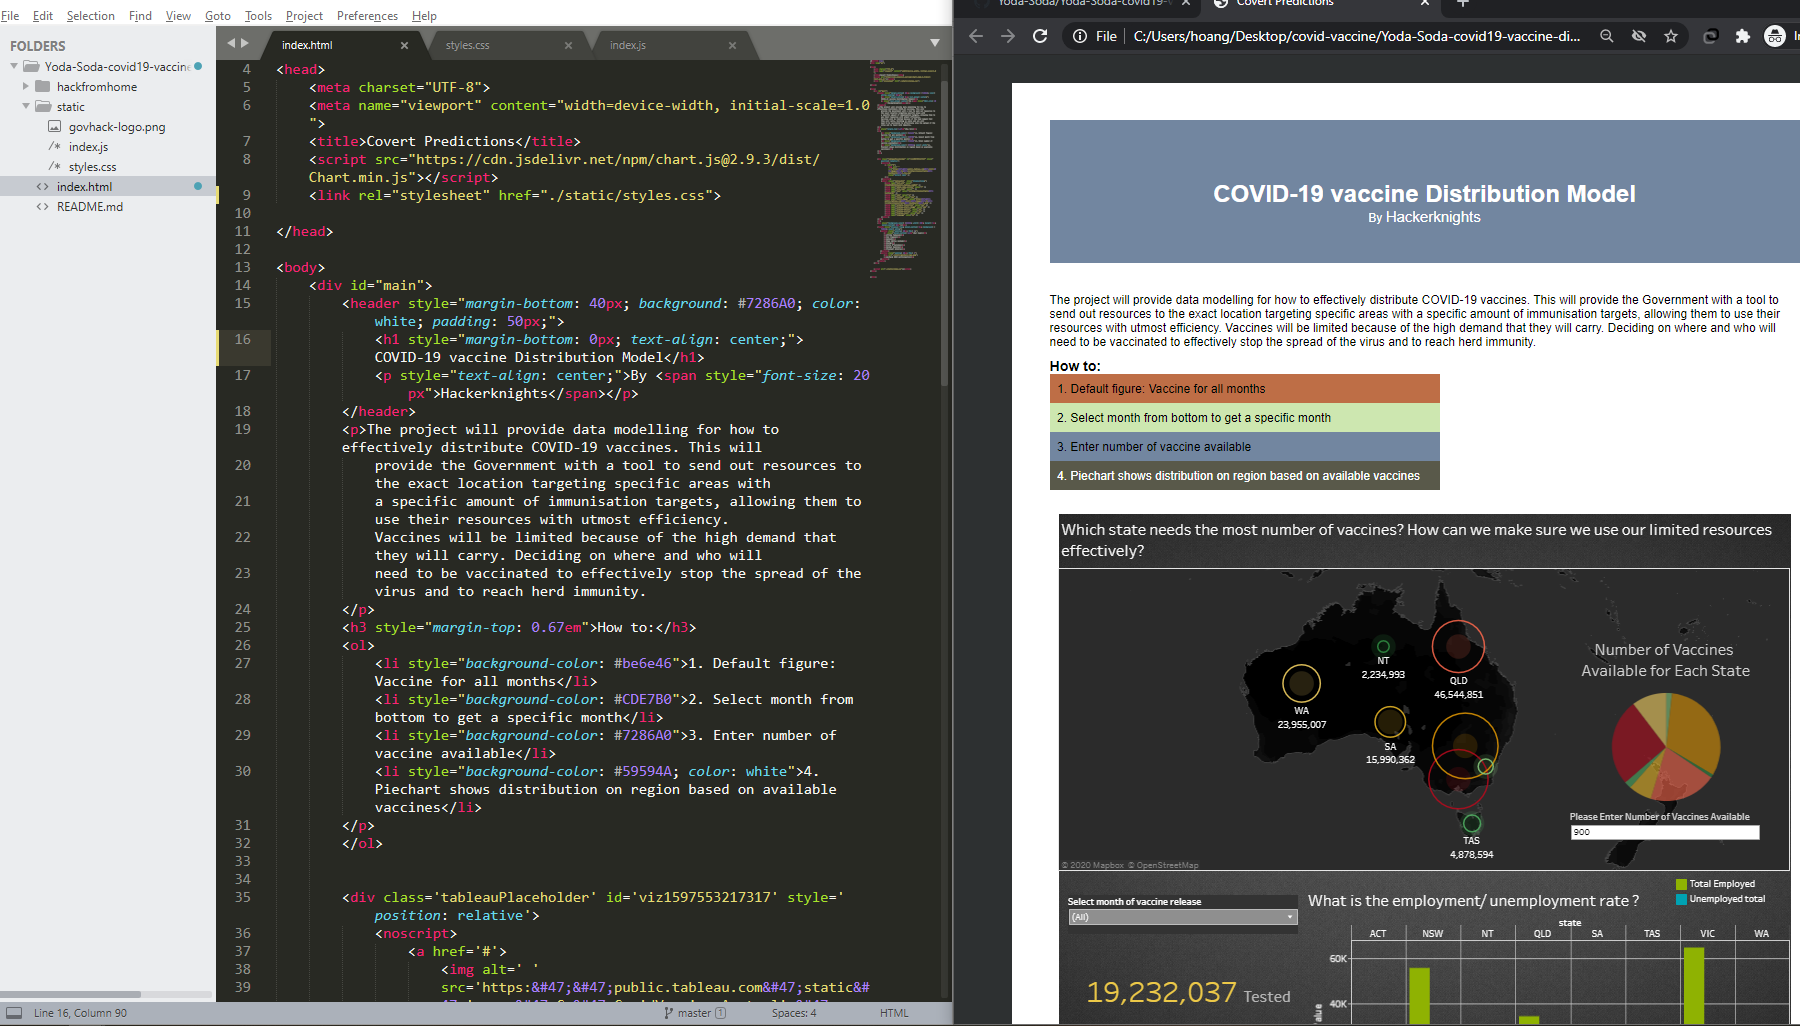 File Edit Selection Find View Goto Tools Project Preferences Help
FOLDERS
Yoda-Soda-covid19-vaccine
hackfromhome
static
govhack-logo.png
/* index.js
/* styles.css
<> index.html
<> README.md
index.html × styles.css × index.js ×
4 <head>
5 <meta charset="UTF-8">
6 <meta name="viewport" content="width=device-width, initial-scale=1.0
">
7 <title>Covert Predictions</title>
8 <script src="https://cdn.jsdelivr.net/npm/chart.js@2.9.3/dist/
Chart.min.js"></script>
9 <link rel="stylesheet" href="./static/styles.css">
10
11 </head>
12
13 <body>
14 <div id="main">
15 <header style="margin-bottom: 40px; background: #7286A0; color:
white; padding: 50px;">
16 <h1 style="margin-bottom: 0px; text-align: center;">
COVID-19 vaccine Distribution Model</h1>
17 <p style="text-align: center;">By <span style="font-size: 20
px">Hackerknights</span></p>
18 </header>
19 <p>The project will provide data modelling for how to
effectively distribute COVID-19 vaccines. This will
20 provide the Government with a tool to send out resources to
the exact location targeting specific areas with
21 a specific amount of immunisation targets, allowing them to
use their resources with utmost efficiency.
22 Vaccines will be limited because of the high demand that
they will carry. Deciding on where and who will
23 need to be vaccinated to effectively stop the spread of the
virus and to reach herd immunity.
24 </p>
25 <h3 style="margin-top: 0.67em">How to:</h3>
26 <ol>
27 <li style="background-color: #be6e46">1. Default figure:
Vaccine for all months</li>
28 <li style="background-color: #CDE7B0">2. Select month from
bottom to get a specific month</li>
29 <li style="background-color: #7286A0">3. Enter number of
vaccine available</li>
30 <li style="background-color: #59594A; color: white">4.
Piechart shows distribution on region based on available
vaccines</li>
31 </p>
32 </ol>
33
34
35 <div class='tableauPlaceholder' id='viz1597553217317' style='
position: relative'>
36 <noscript>
37 <a href='#'>
38 <img alt=' '
39 src='https:&#47;&#47;public.tableau.com&#47;static&#
Line 16, Column 90
master 1
Spaces: 4
HTML
Yoda-Soda/Yoda-Soda-covid19-v ×
Covert Predictions ×
File C:/Users/hoang/Desktop/covid-vaccine/Yoda-Soda-covid19-vaccine-di...
COVID-19 vaccine Distribution Model
By Hackerknights
The project will provide data modelling for how to effectively distribute COVID-19 vaccines. This will provide the Government with a tool to
send out resources to the exact location targeting specific areas with a specific amount of immunisation targets, allowing them to use their
resources with utmost efficiency. Vaccines will be limited because of the high demand that they will carry. Deciding on where and who will
need to be vaccinated to effectively stop the spread of the virus and to reach herd immunity.
How to:
1. Default figure: Vaccine for all months
2. Select month from bottom to get a specific month
3. Enter number of vaccine available
4. Piechart shows distribution on region based on available vaccines
Which state needs the most number of vaccines? How can we make sure we use our limited resources
effectively?
NT
2,234,993
QLD
46,544,851
WA
23,955,007
SA
15,990,362
TAS
4,878,594
Number of Vaccines
Available for Each State
Please Enter Number of Vaccines Available
900
© 2020 Mapbox © OpenStreetMap
Select month of vaccine release
(All)
19,232,037 Tested
What is the employment/ unemployment rate ?
Total Employed
Unemployed total
state
ACT NSW NT QLD SA TAS VIC WA
60K
40K